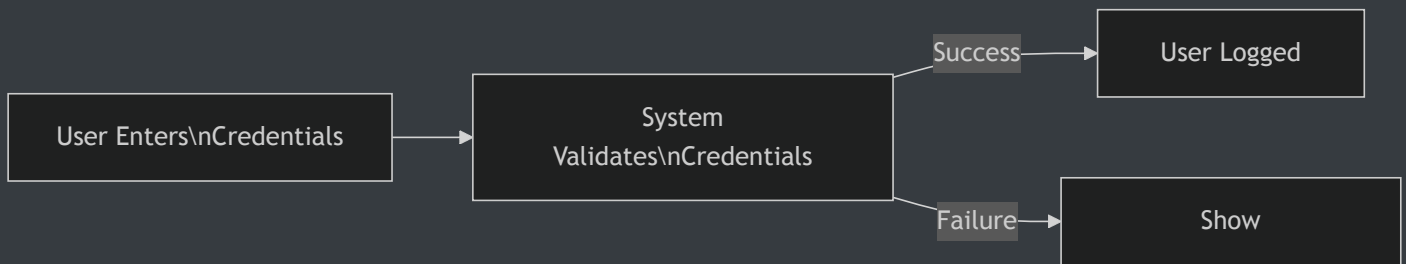 User Enters\nCredentials
System
Validates\nCredentials
Success
User Logged
Failure
Show